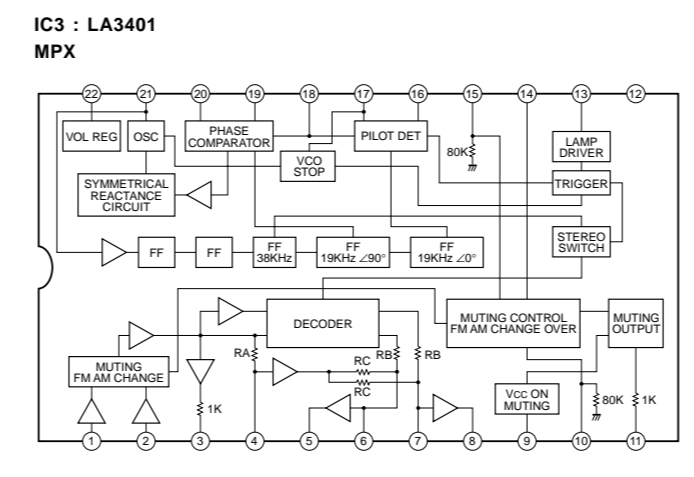 IC3 : LA3401
MPX
22 21 20 19 18 17 16 15 14 13 12
VOL REG
OSC
PHASE
COMPARATOR
PILOT DET
VCO
STOP
80K
LAMP
DRIVER
TRIGGER
SYMMETRICAL
REACTANCE
CIRCUIT
STEREO
SWITCH
FF
FF
FF
38KHz
FF
19KHz ∠90°
FF
19KHz ∠0°
DECODER
MUTING CONTROL
FM AM CHANGE OVER
MUTING
OUTPUT
MUTING
FM AM CHANGE
RA
RB
RB
RC
RC
1K
VCC ON
MUTING
80K
1K
1 2 3 4 5 6 7 8 9 10 11